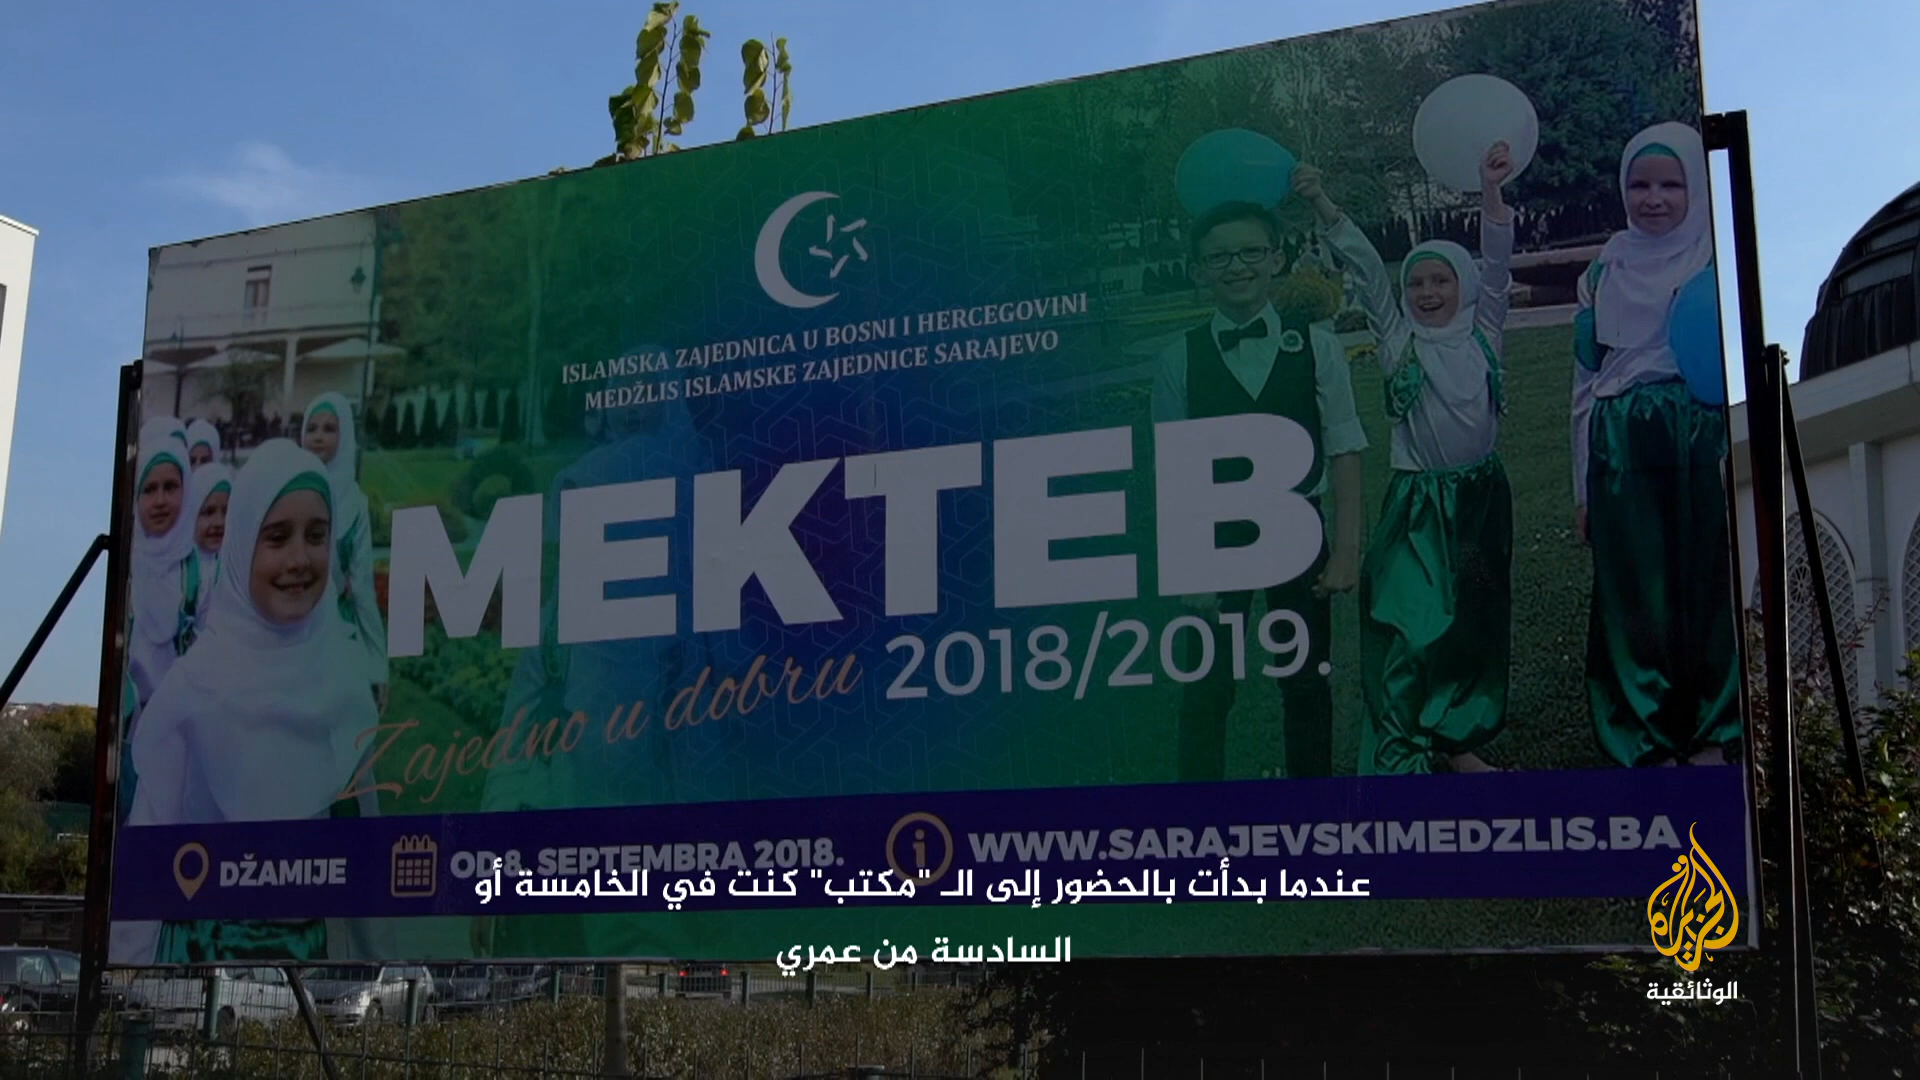 ISLAMSKA ZAJEDNICA U BOSNI I HERCEGOVINI
MEDŽLIS ISLAMSKE ZAJEDNICE SARAJEVO
MEKTEB
Zajedno u dobru 2018/2019.
DŽAMIJE
OD 8. SEPTEMBRA 2018.
WWW.SARAJEVSKIMEDZLIS.BA
عندما بدأت بالحضور إلى الـ "مكتب" كنت في الخامسة أو
السادسة من عمري
الجزيرة
الوثائقية